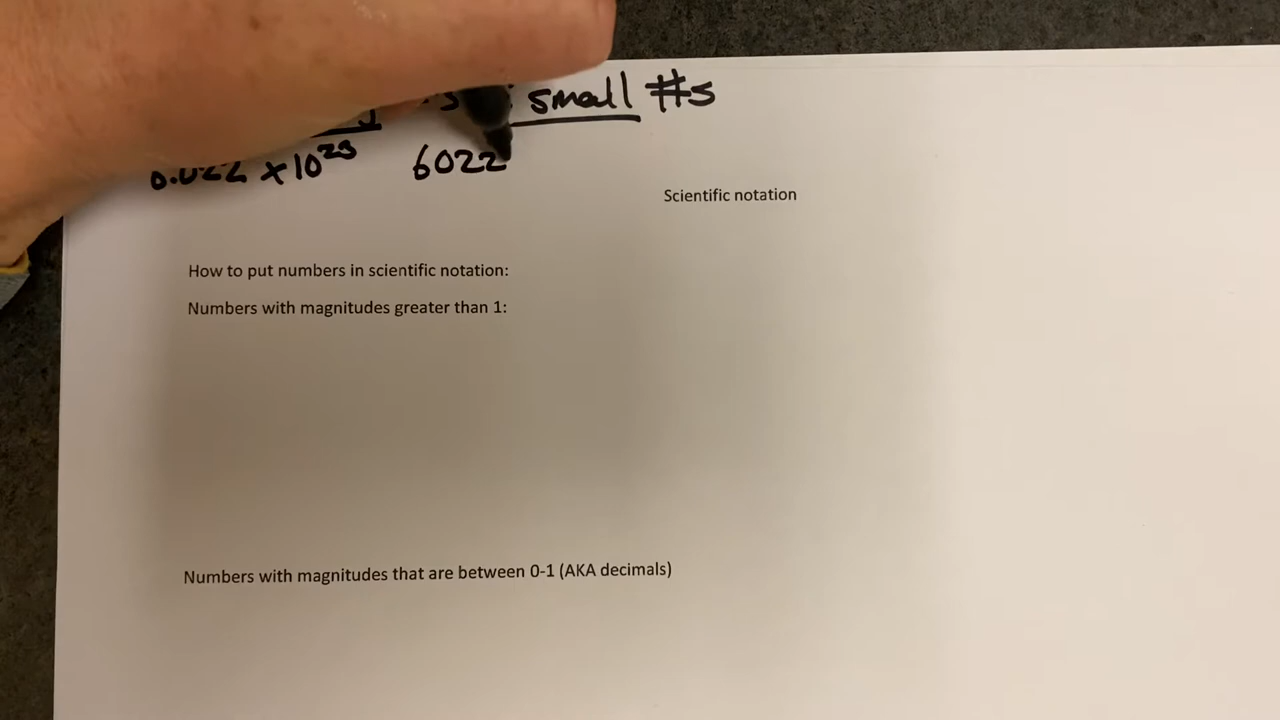 small #s
x10²³ 6022
Scientific notation
How to put numbers in scientific notation:
Numbers with magnitudes greater than 1:
Numbers with magnitudes that are between 0-1 (AKA decimals)